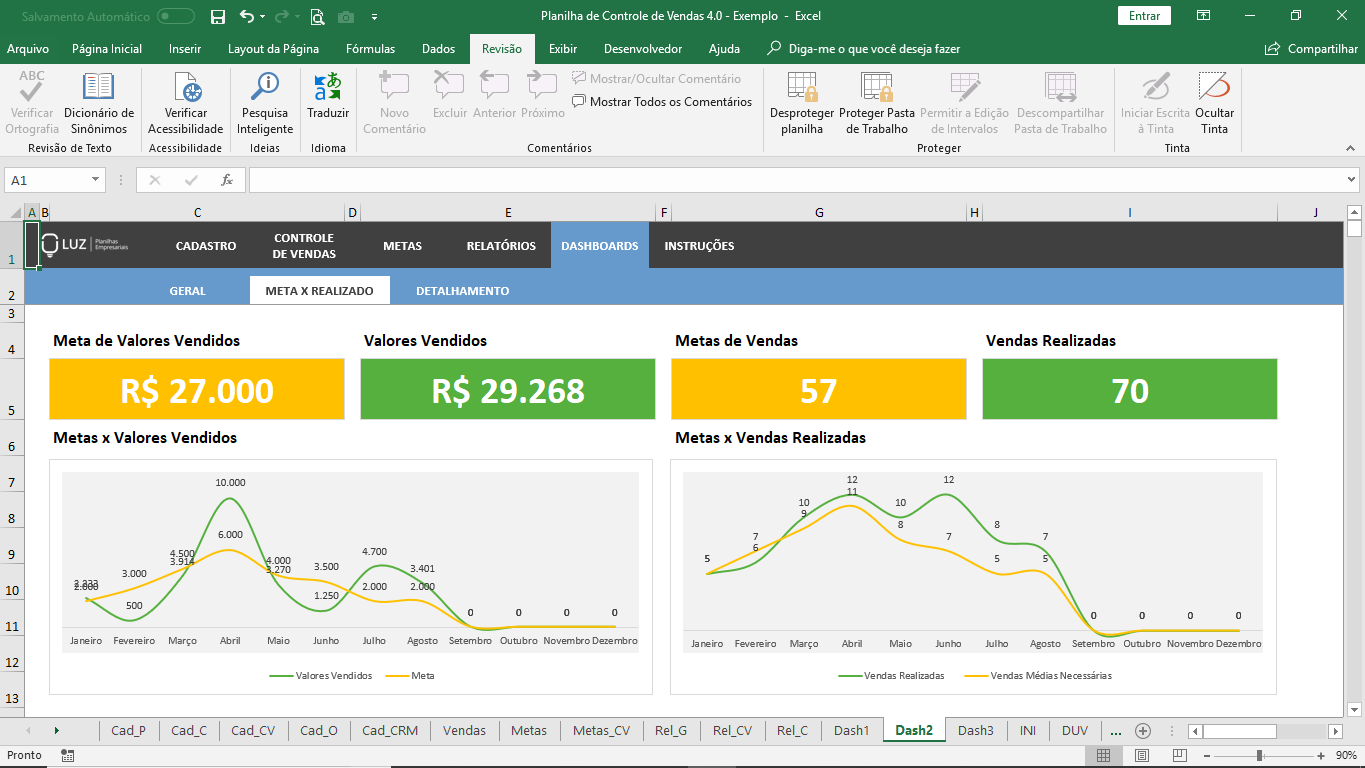 Salvamento Automático
Planilha de Controle de Vendas 4.0 - Exemplo - Excel
Entrar
Arquivo Página Inicial Inserir Layout da Página Fórmulas Dados Revisão Exibir Desenvolvedor Ajuda Diga-me o que você deseja fazer Compartilhar
ABC
Verificar Ortografia
Dicionário de Sinônimos
Verificar Acessibilidade
Pesquisa Inteligente
Traduzir
Novo Comentário
Excluir
Anterior
Próximo
Mostrar/Ocultar Comentário
Mostrar Todos os Comentários
Desproteger planilha
Proteger Pasta de Trabalho
Permitir a Edição de Intervalos
Descompartilhar Pasta de Trabalho
Iniciar Escrita à Tinta
Ocultar Tinta
Revisão de Texto Acessibilidade Ideias Idioma Comentários Proteger Tinta
A1
fx
A B C D E F G H I J
1
LUZ Planilhas Empresariais
CADASTRO
CONTROLE DE VENDAS
METAS
RELATÓRIOS
DASHBOARDS
INSTRUÇÕES
2
GERAL META X REALIZADO DETALHAMENTO
3
4
Meta de Valores Vendidos Valores Vendidos Metas de Vendas Vendas Realizadas
5
R$ 27.000 R$ 29.268 57 70
6
Metas x Valores Vendidos Metas x Vendas Realizadas
7
8
9
10
11
12
13
10.000
6.000
4.500
3.914
4.000
3.270
4.700
3.500
3.401
3.000
2.333
2.000
2.000
2.000
500
1.250
0 0 0 0
Janeiro Fevereiro Março Abril Maio Junho Julho Agosto Setembro Outubro Novembro Dezembro
Valores Vendidos Meta
12 12
11
10 10
9
8 8
7 7 7
6
5 5 5
0 0 0 0
Janeiro Fevereiro Março Abril Maio Junho Julho Agosto Setembro Outubro Novembro Dezembro
Vendas Realizadas Vendas Médias Necessárias
Cad_P Cad_C Cad_CV Cad_O Cad_CRM Vendas Metas Metas_CV Rel_G Rel_CV Rel_C Dash1 Dash2 Dash3 INI DUV ...
Pronto
90%